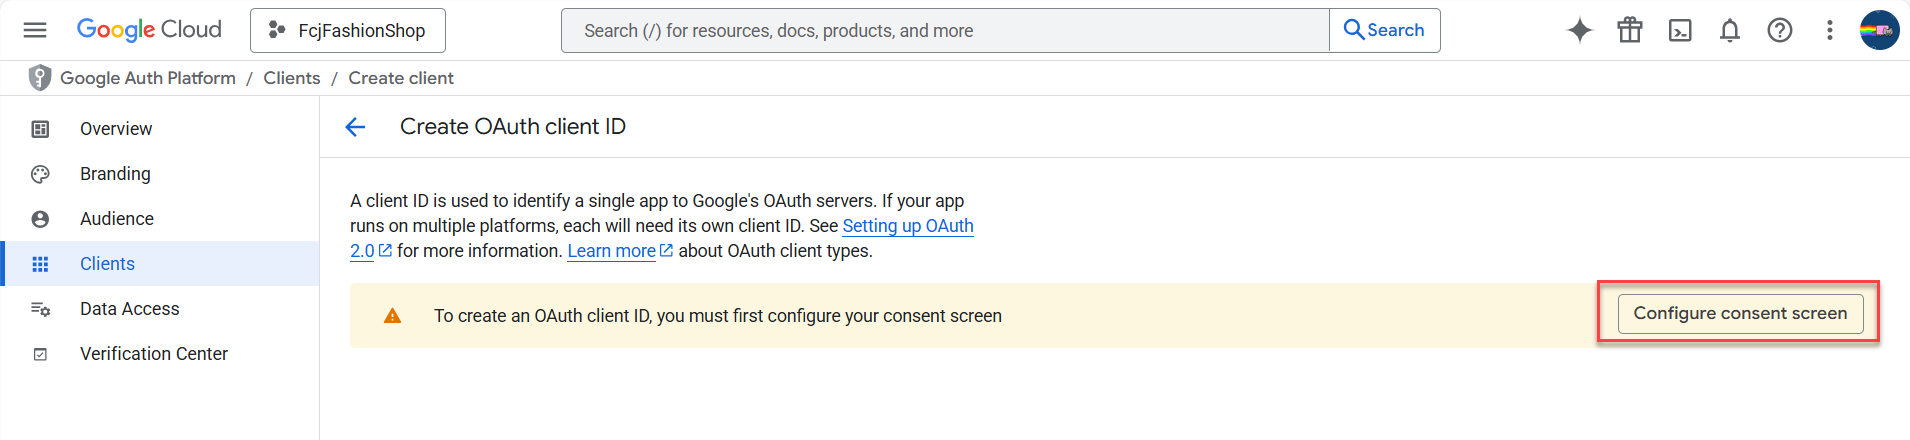 Google Cloud
FcjFashionShop
Search (/) for resources, docs, products, and more
Search
Google Auth Platform / Clients / Create client
Overview
Branding
Audience
Clients
Data Access
Verification Center
Create OAuth client ID
A client ID is used to identify a single app to Google's OAuth servers. If your app
runs on multiple platforms, each will need its own client ID. See Setting up OAuth
2.0 for more information. Learn more about OAuth client types.
To create an OAuth client ID, you must first configure your consent screen
Configure consent screen